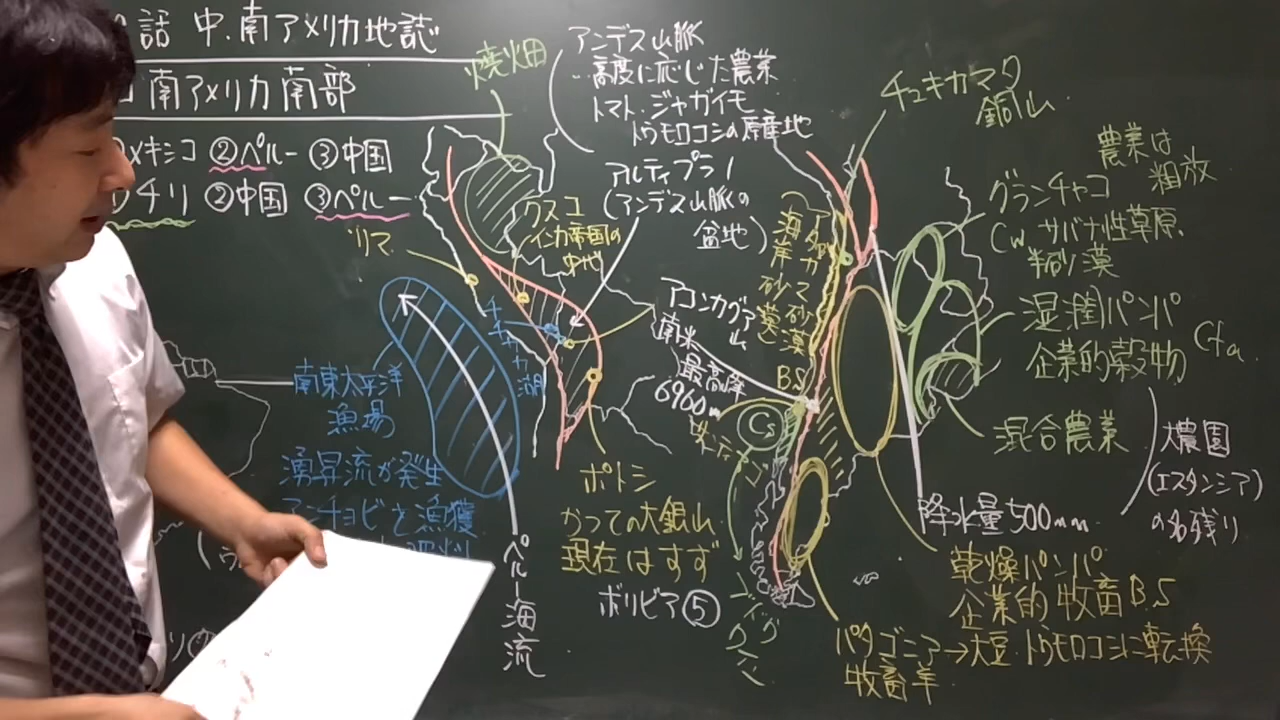 話 中.南アメリカ地誌
南アメリカ南部
メキシコ ②ペルー ③中国
チリ ②中国 ③ペルー
リマ
焼畑
アンデス山脈
高度に応じた農業
トマト.ジャガイモ
トウモロコシの原産地
アルティプラノ
(アンデス山脈の
盆地)
クスコ
インカ帝国の
中心
チチカカ湖
南東太平洋
漁場
湧昇流が発生
アンチョビを漁獲
ペルー海流
ポトシ
かつての大銀山
現在はすず
ボリビア⑤
アコンカグア山
南米
最高峰
6960m
アタカマ砂漠
海岸砂漠
BS
Cs
チュキカマタ
銅山
農業は
粗放
グランチャコ
Cw サバナ性草原.
半砂漠
湿潤パンパ
企業的穀物
Cfa
混合農業
大農園
(エスタンシア)
の名残り
降水量500mm
乾燥パンパ
企業的牧畜BS
→大豆.トウモロコシに転換
パタゴニア
牧畜羊